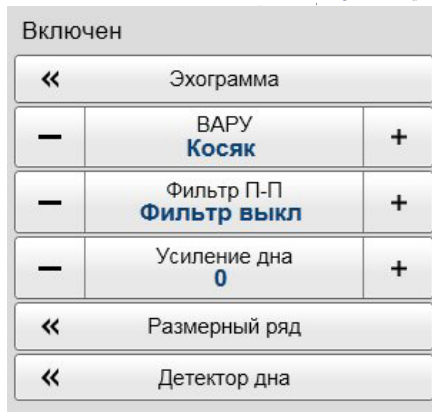 Включен
« Эхограмма
ВАРУ
− Косяк +
Фильтр П-П
− Фильтр выкл +
Усиление дна
− 0 +
« Размерный ряд
« Детектор дна